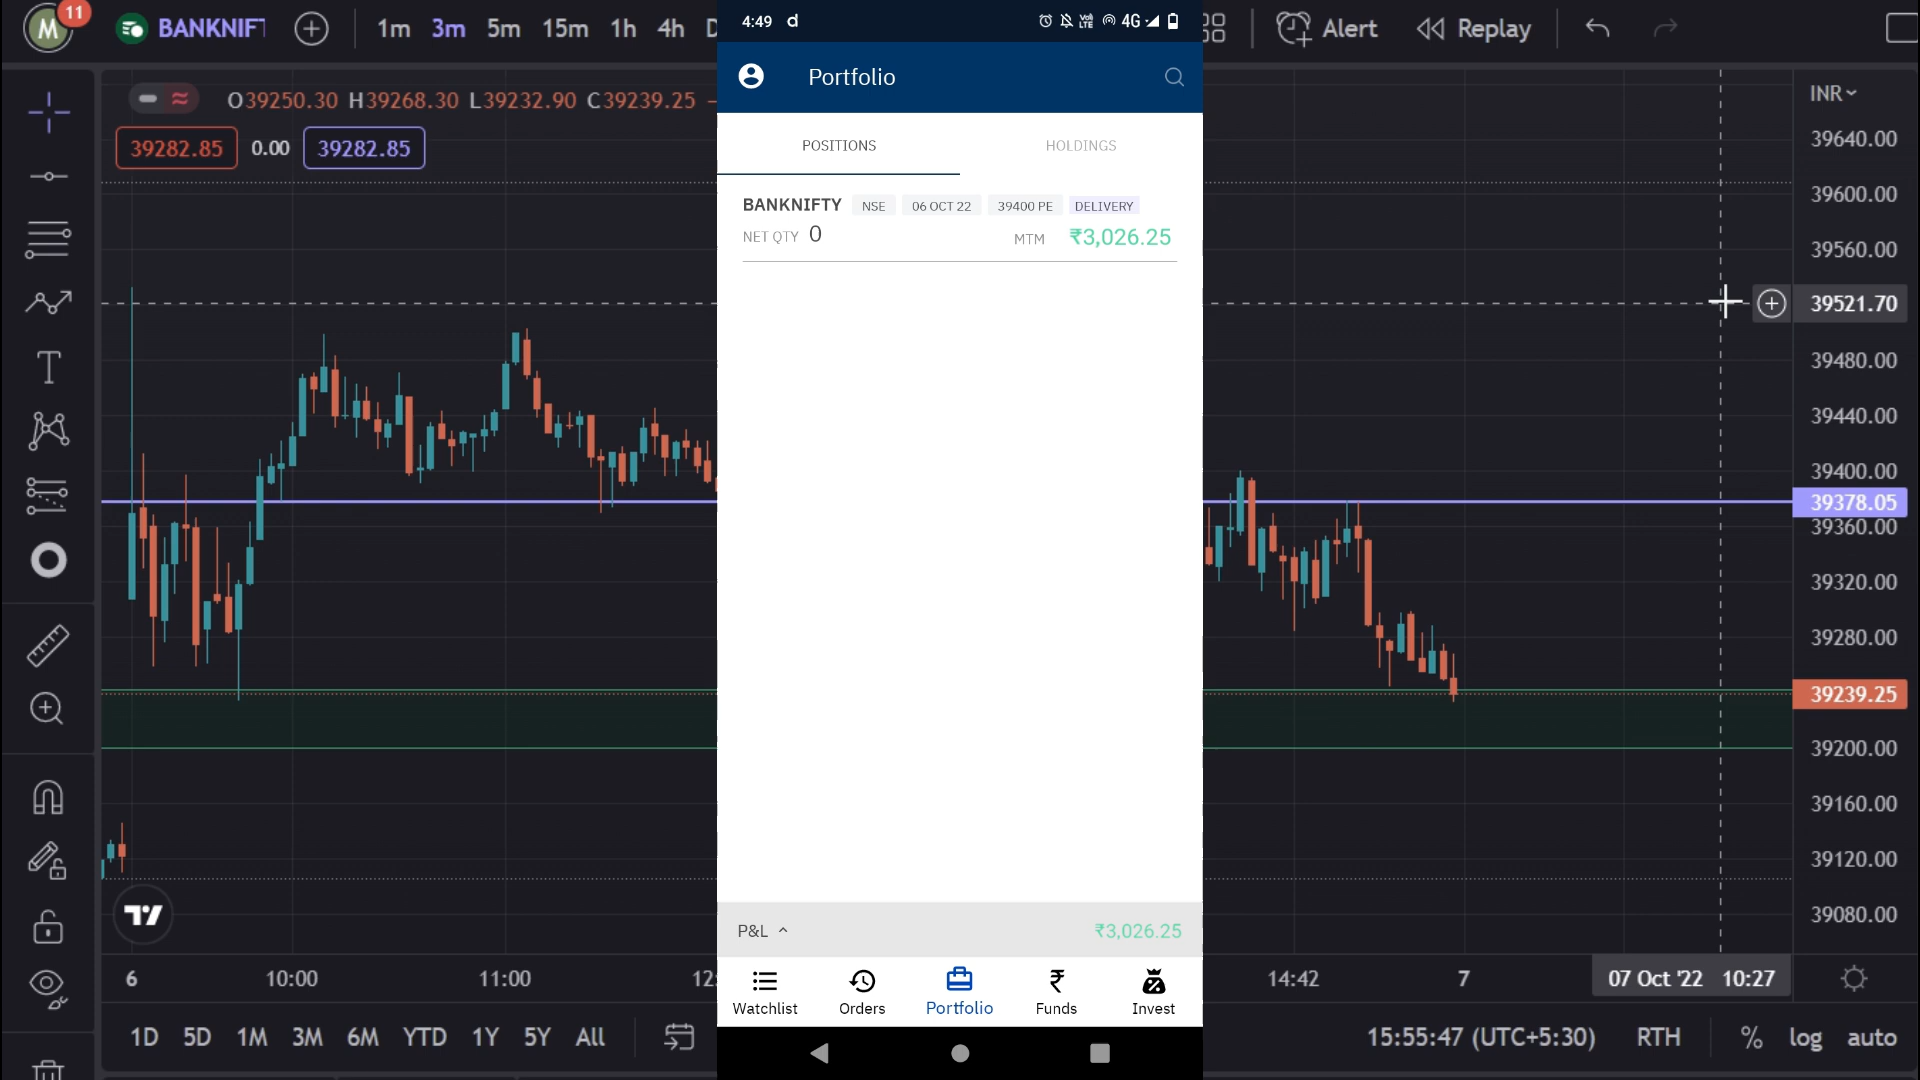 M 11 BANKNIFT 1m 3m 5m 15m 1h 4h Alert Replay
O39250.30 H39268.30 L39232.90 C39239.25
39282.85 0.00 39282.85
4:49 d VoI LTE 4G
Portfolio
POSITIONS HOLDINGS
BANKNIFTY NSE 06 OCT 22 39400 PE DELIVERY
NET QTY 0 MTM ₹3,026.25
P&L ₹3,026.25
Watchlist Orders Portfolio Funds Invest
INR
39640.00
39600.00
39560.00
39521.70
39480.00
39440.00
39400.00
39378.05
39360.00
39320.00
39280.00
39239.25
39200.00
39160.00
39120.00
39080.00
6 10:00 11:00 12: 14:42 7 07 Oct '22 10:27
1D 5D 1M 3M 6M YTD 1Y 5Y All 15:55:47 (UTC+5:30) RTH % log auto